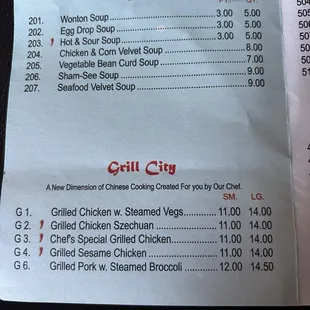 PT. QT.
201. Wonton Soup 3.00 5.00
202. Egg Drop Soup 3.00 5.00
203. Hot & Sour Soup 3.00 5.00
204. Chicken & Corn Velvet Soup 8.00
205. Vegetable Bean Curd Soup 7.00
206. Sham-See Soup 9.00
207. Seafood Velvet Soup 9.00
Grill City
A New Dimension of Chinese Cooking Created For you by Our Chef.
SM. LG.
G 1. Grilled Chicken w. Steamed Vegs. 11.00 14.00
G 2. Grilled Chicken Szechuan 11.00 14.00
G 3. Chef's Special Grilled Chicken 11.00 14.00
G 4. Grilled Sesame Chicken 11.00 14.00
G 6. Grilled Pork w. Steamed Broccoli 12.00 14.50